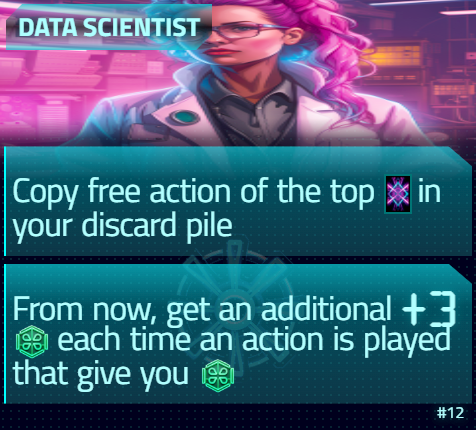 DATA SCIENTIST
Copy free action of the top in
your discard pile
From now, get an additional +3
each time an action is played
that give you
#12